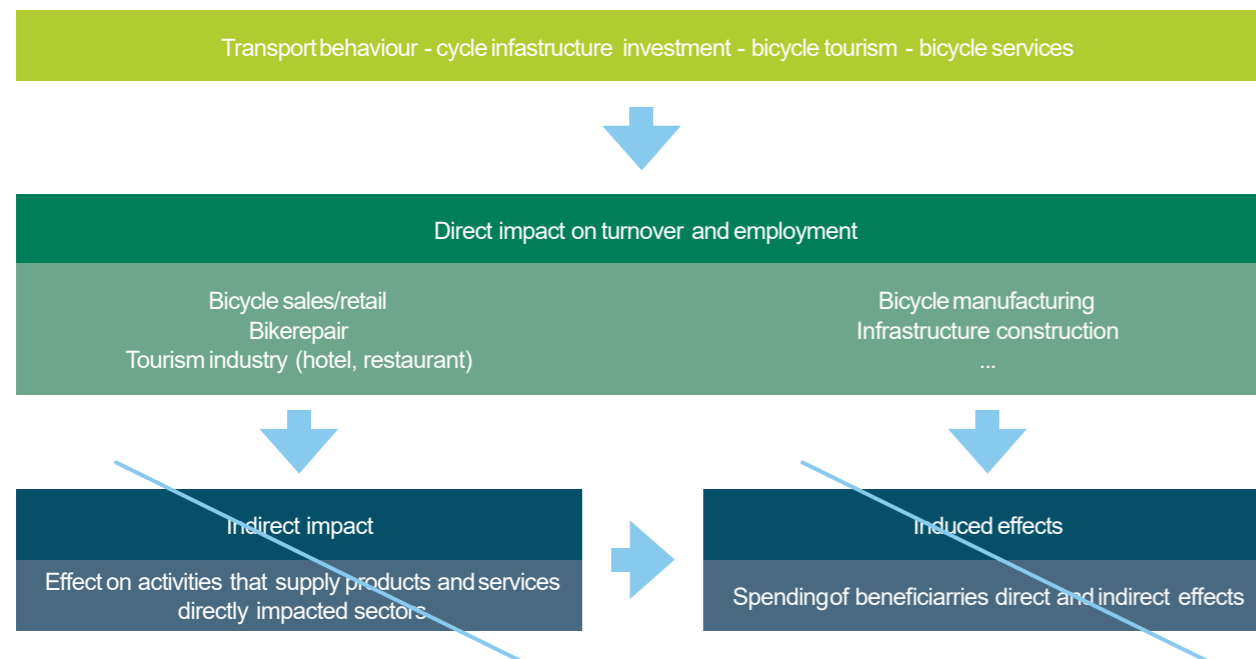 Transport behaviour - cycle infastructure investment - bicycle tourism - bicycle services
Direct impact on turnover and employment
Bicycle sales/retail
Bikerepair
Tourism industry (hotel, restaurant)
Bicycle manufacturing
Infrastructure construction
...
Indirect impact
Effect on activities that supply products and services
directly impacted sectors
Induced effects
Spending of beneficiarries direct and indirect effects